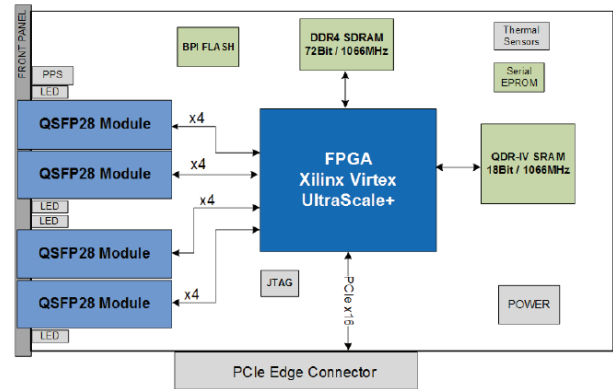 FRONT PANEL
BPI FLASH
DDR4 SDRAM
72Bit / 1066MHz
Thermal
Sensors
PPS
LED
Serial
EPROM
QSFP28 Module
x4
QSFP28 Module
x4
FPGA
Xilinx Virtex
UltraScale+
QDR-IV SRAM
18Bit / 1066MHz
LED
LED
x4
QSFP28 Module
QSFP28 Module
x4
JTAG
PCIe x16
POWER
LED
PCIe Edge Connector